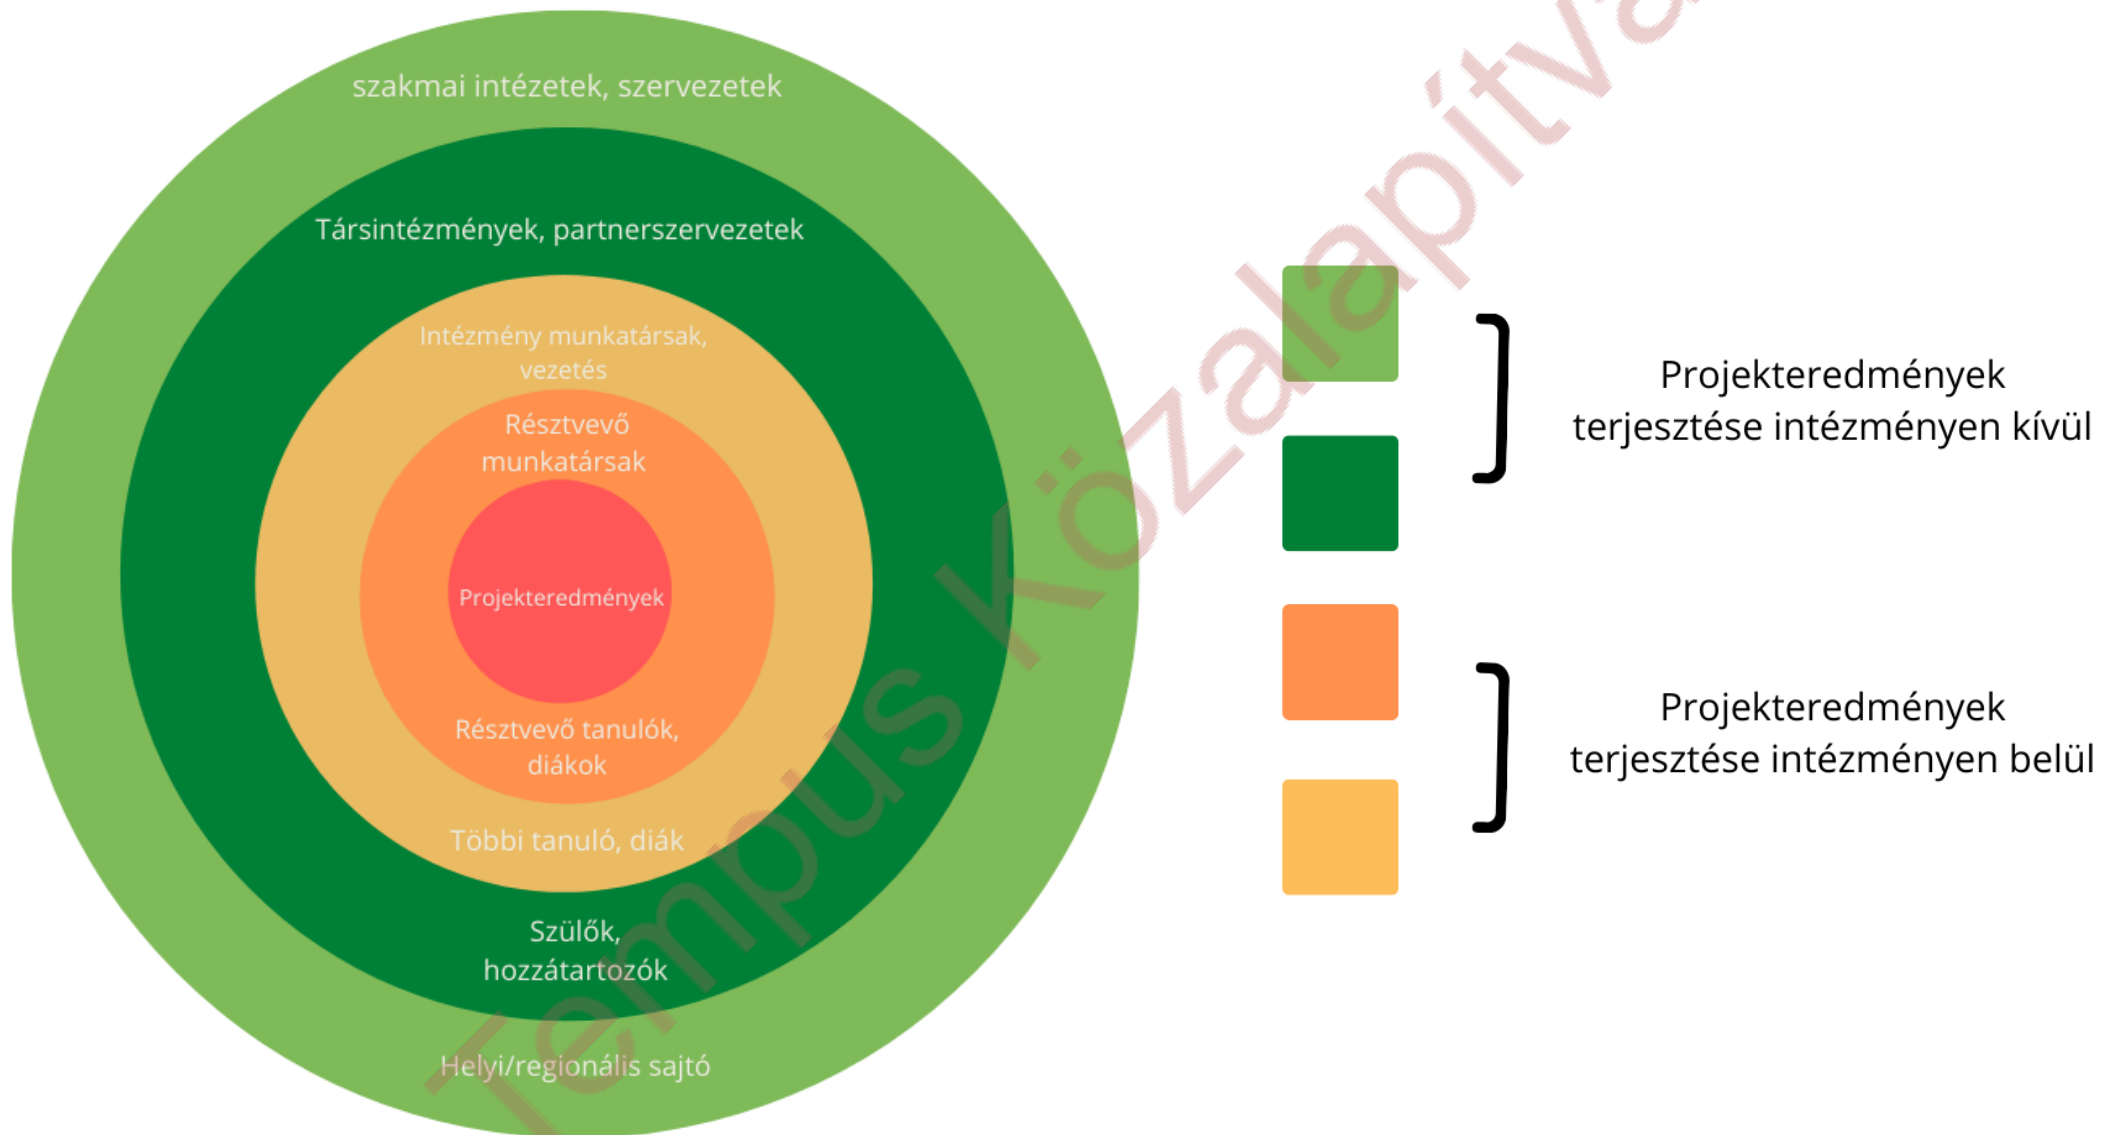 szakmai intézetek, szervezetek
Társintézmények, partnerszervezetek
Intézmény munkatársak,
vezetés
Résztvevő
munkatársak
Projekteredmények
Résztvevő tanulók,
diákok
Többi tanuló, diák
Szülők,
hozzátartozók
Helyi/regionális sajtó
Projekteredmények
terjesztése intézményen kívül
Projekteredmények
terjesztése intézményen belül
Tempus Közalapítvá